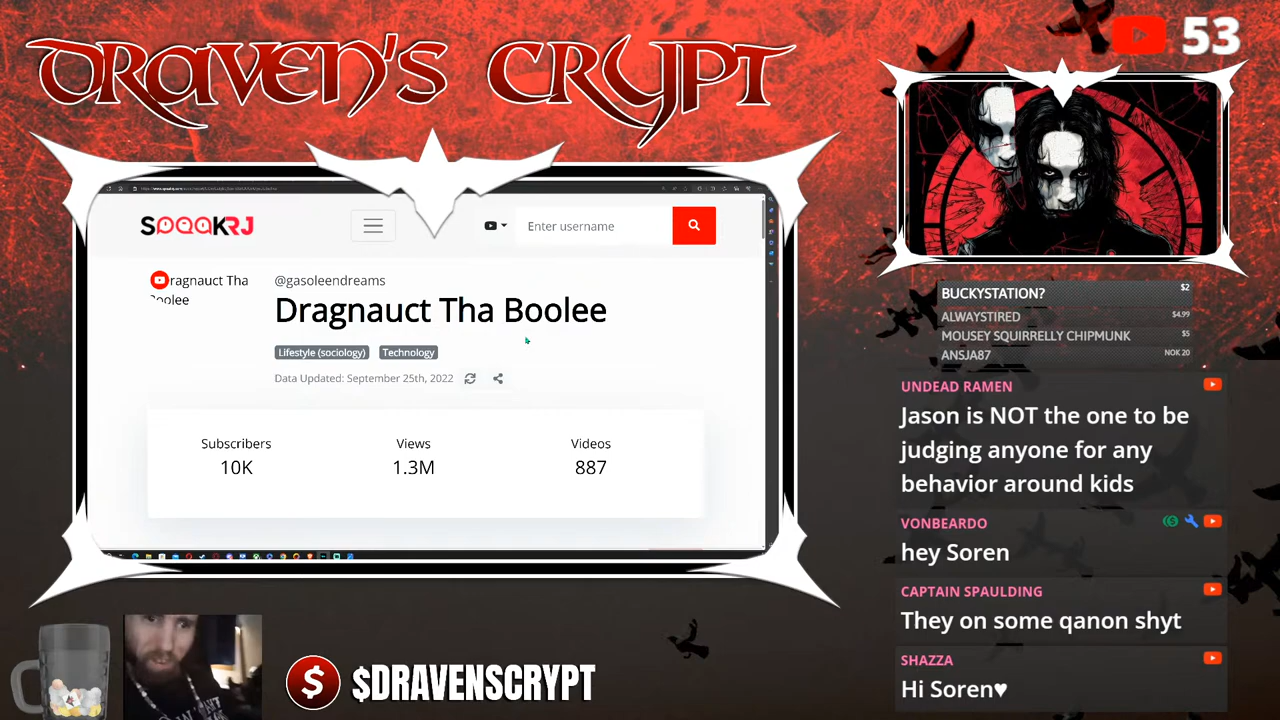 DRAVEN'S CRYPT
53
SPEAKRJ
Enter username
ragnauct Tha
Boolee
@gasoleendreams
Dragnauct Tha Boolee
Lifestyle (sociology)
Technology
Data Updated: September 25th, 2022
Subscribers
Views
Videos
10K
1.3M
887
BUCKYSTATION?
$2
ALWAYSTIRED
$4.99
MOUSEY SQUIRRELLY CHIPMUNK
$5
ANSJA87
NOK 20
UNDEAD RAMEN
Jason is NOT the one to be
judging anyone for any
behavior around kids
VONBEARDO
hey Soren
CAPTAIN SPAULDING
They on some qanon shyt
SHAZZA
Hi Soren♥
$DRAVENSCRYPT